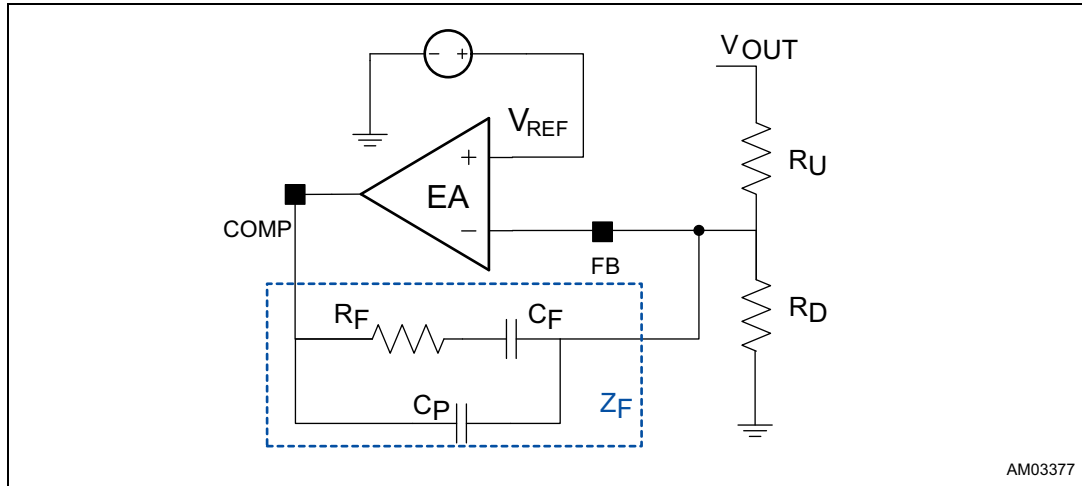 - +
VOUT
VREF
+
EA
−
RU
COMP
FB
RF
CF
RD
CP
ZF
AM03377